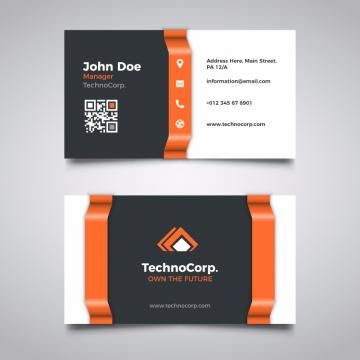 John Doe
Manager
TechnoCorp.
Address Here, Main Street,
PA 12/A
information@email.com
+012 345 67 8901
www.Technocorp.com
TechnoCorp.
OWN THE FUTURE
www.Technocorp.com